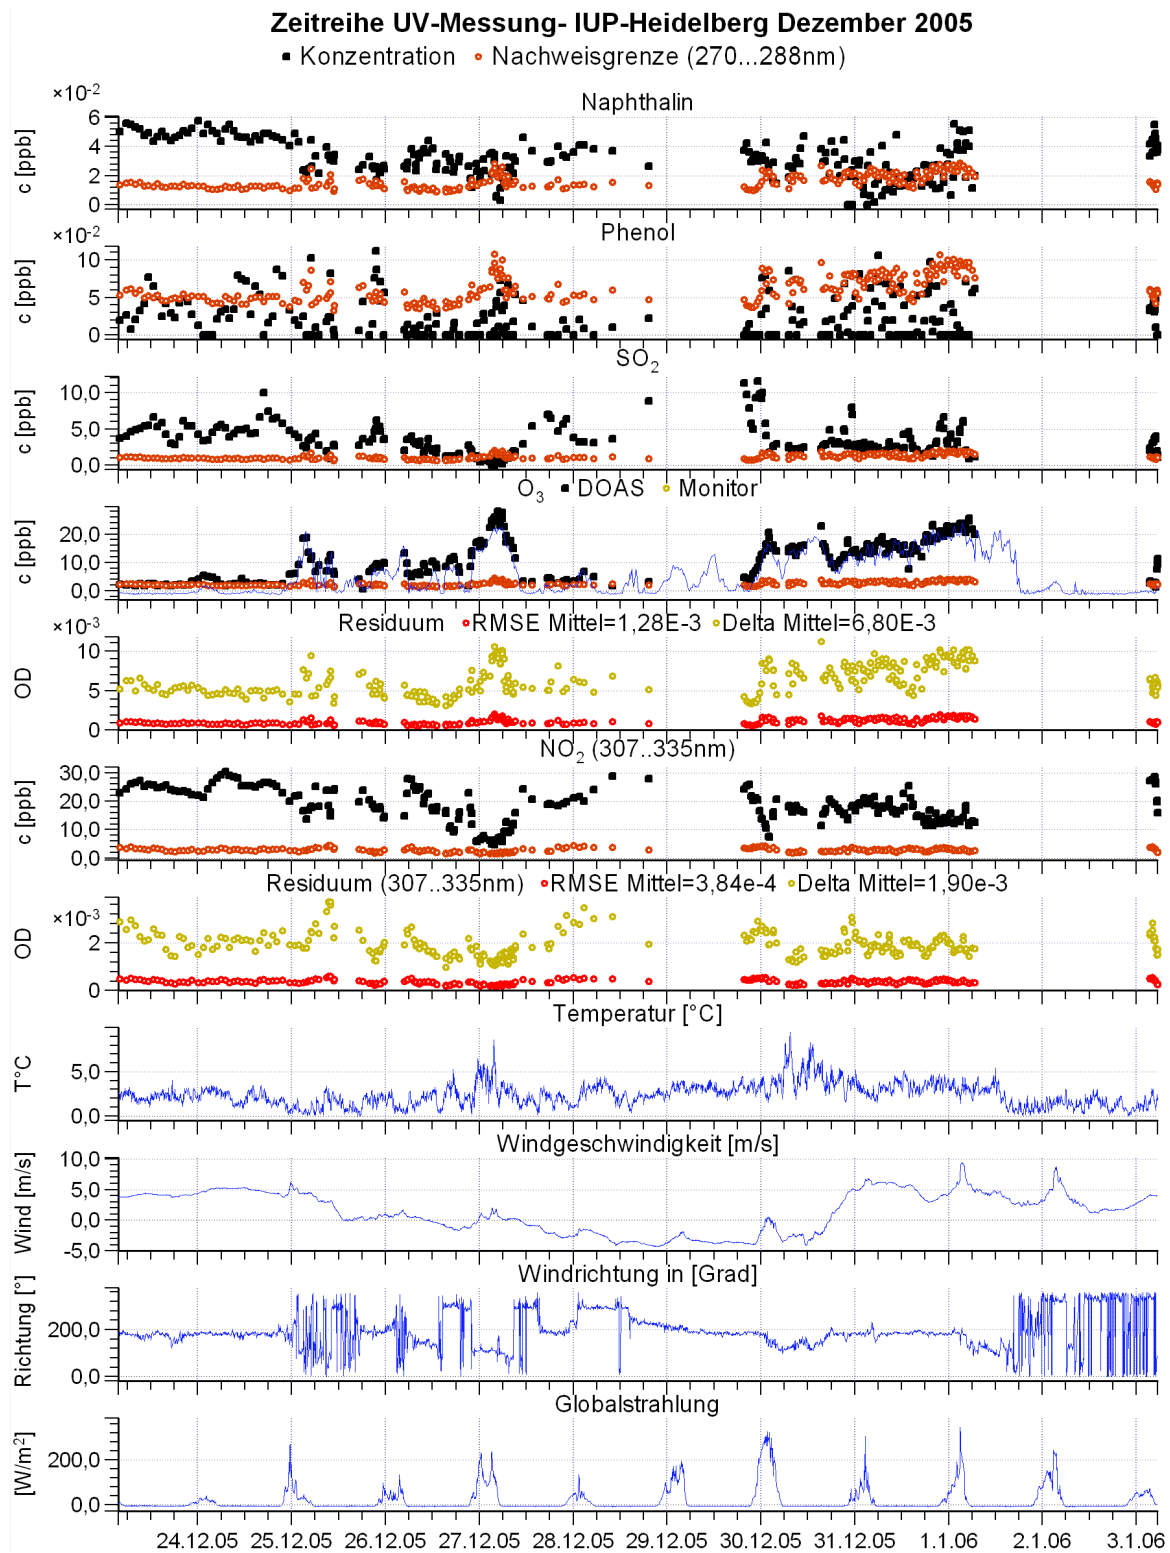 Zeitreihe UV-Messung- IUP-Heidelberg Dezember 2005
Konzentration Nachweisgrenze (270...288nm)
×10⁻²
Naphthalin
c [ppb]
6
4
2
0
×10⁻²
Phenol
c [ppb]
10
5
0
SO₂
c [ppb]
10,0
5,0
0,0
O₃ DOAS Monitor
c [ppb]
20,0
10,0
0,0
×10⁻³
Residuum RMSE Mittel=1,28E-3 Delta Mittel=6,80E-3
OD
10
5
0
NO₂ (307..335nm)
c [ppb]
30,0
20,0
10,0
0,0
Residuum (307..335nm) RMSE Mittel=3,84e-4 Delta Mittel=1,90e-3
×10⁻³
OD
2
0
Temperatur [°C]
T°C
5,0
0,0
Windgeschwindigkeit [m/s]
Wind [m/s]
10,0
5,0
0,0
-5,0
Windrichtung in [Grad]
Richtung [°]
200,0
0,0
Globalstrahlung
[W/m²]
200,0
0,0
24.12.05 25.12.05 26.12.05 27.12.05 28.12.05 29.12.05 30.12.05 31.12.05 1.1.06 2.1.06 3.1.06